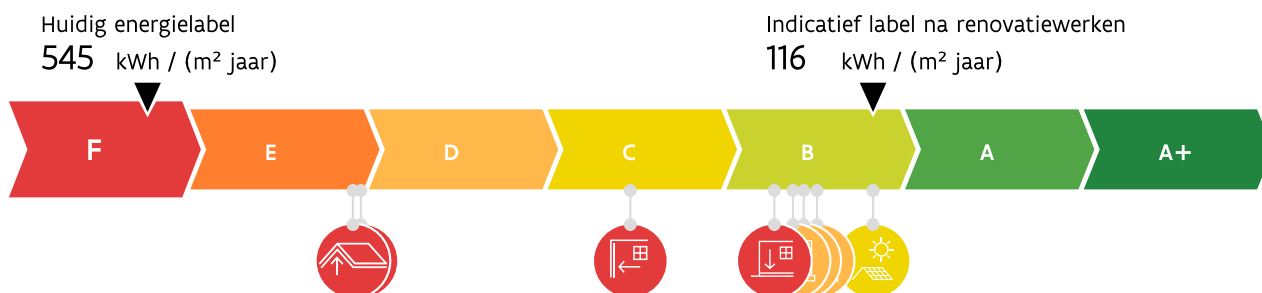 Huidig energielabel
545 kWh / (m² jaar)
Indicatief label na renovatiewerken
116 kWh / (m² jaar)
F E D C B A A+